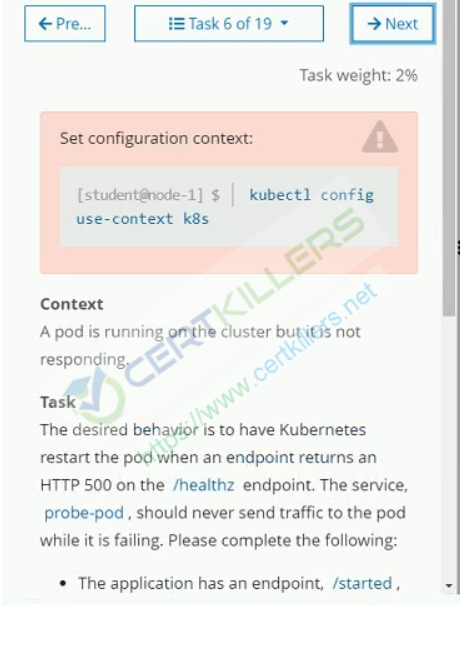 Pre...
Task 6 of 19
Next
Task weight: 2%
Set configuration context:
[student@node-1] $ | kubectl config
use-context k8s
Context
A pod is running on the cluster but it is not
responding.
Task
The desired behavior is to have Kubernetes
restart the pod when an endpoint returns an
HTTP 500 on the /healthz endpoint. The service,
probe-pod , should never send traffic to the pod
while it is failing. Please complete the following:
• The application has an endpoint, /started ,
CERTKILLERS
https://www.certkillers.net